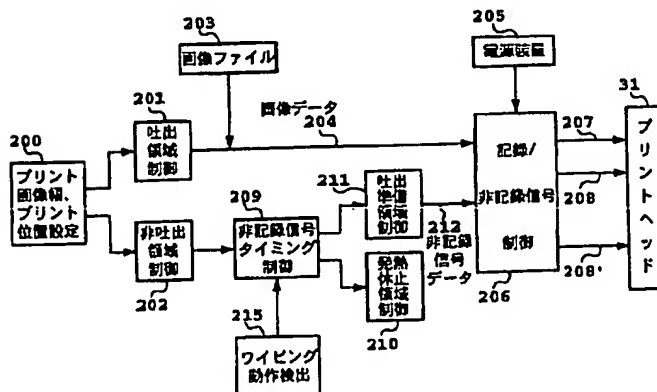 205
203
電源装置
画像ファイル
31
201
画像データ
204
吐出
領域
制御
200
プリント
画像幅、
プリント
位置設定
207
208
プ
リ
ン
ト
ヘ
ッ
ド
記録/
非記録信号
制御
206
208'
209
非記録信号
タイミング
制御
211
吐出
準備
領域
制御
212
非記録
信号
データ
非吐出
領域
制御
202
発熱
休止
領域
制御
210
215
ワイピング
動作検出